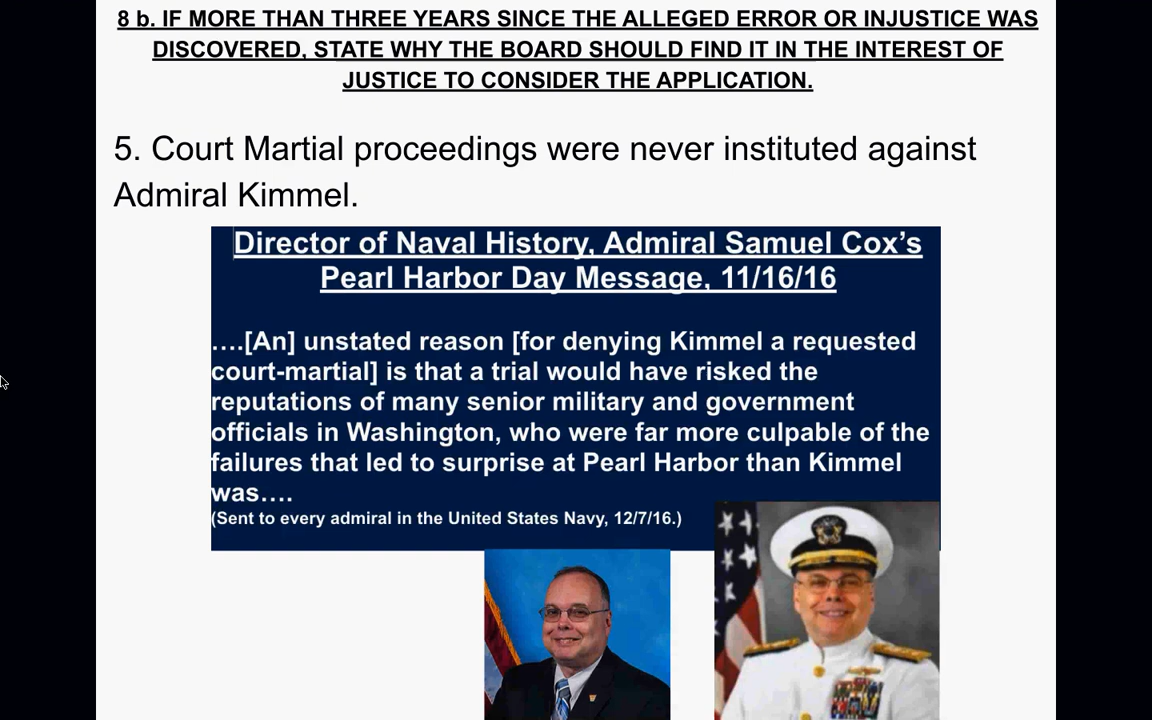 8 b. IF MORE THAN THREE YEARS SINCE THE ALLEGED ERROR OR INJUSTICE WAS
DISCOVERED, STATE WHY THE BOARD SHOULD FIND IT IN THE INTEREST OF
JUSTICE TO CONSIDER THE APPLICATION.
5. Court Martial proceedings were never instituted against
Admiral Kimmel.
Director of Naval History, Admiral Samuel Cox’s
Pearl Harbor Day Message, 11/16/16
….[An] unstated reason [for denying Kimmel a requested
court-martial] is that a trial would have risked the
reputations of many senior military and government
officials in Washington, who were far more culpable of the
failures that led to surprise at Pearl Harbor than Kimmel
was….
(Sent to every admiral in the United States Navy, 12/7/16.)